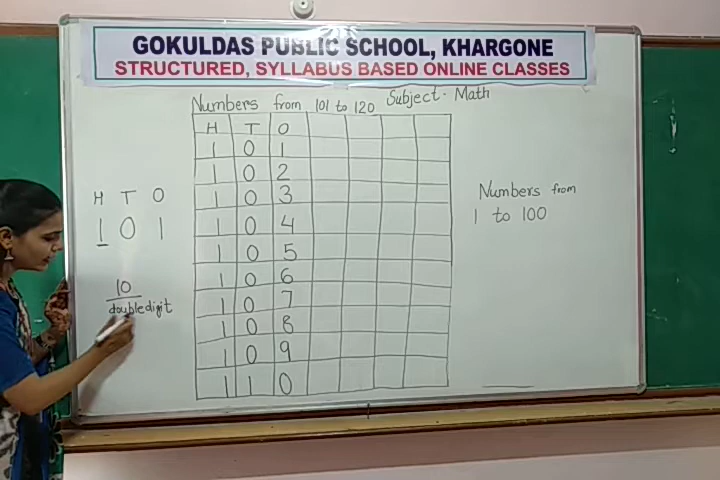 GOKULDAS PUBLIC SCHOOL, KHARGONE
STRUCTURED, SYLLABUS BASED ONLINE CLASSES
Numbers from 101 to 120 Subject - Math
H T O
1 0 1
1 0 2
1 0 3
1 0 4
1 0 5
1 0 6
1 0 7
1 0 8
1 0 9
1 1 0
H T O
1 0 1
10
double digit
Numbers from
1 to 100